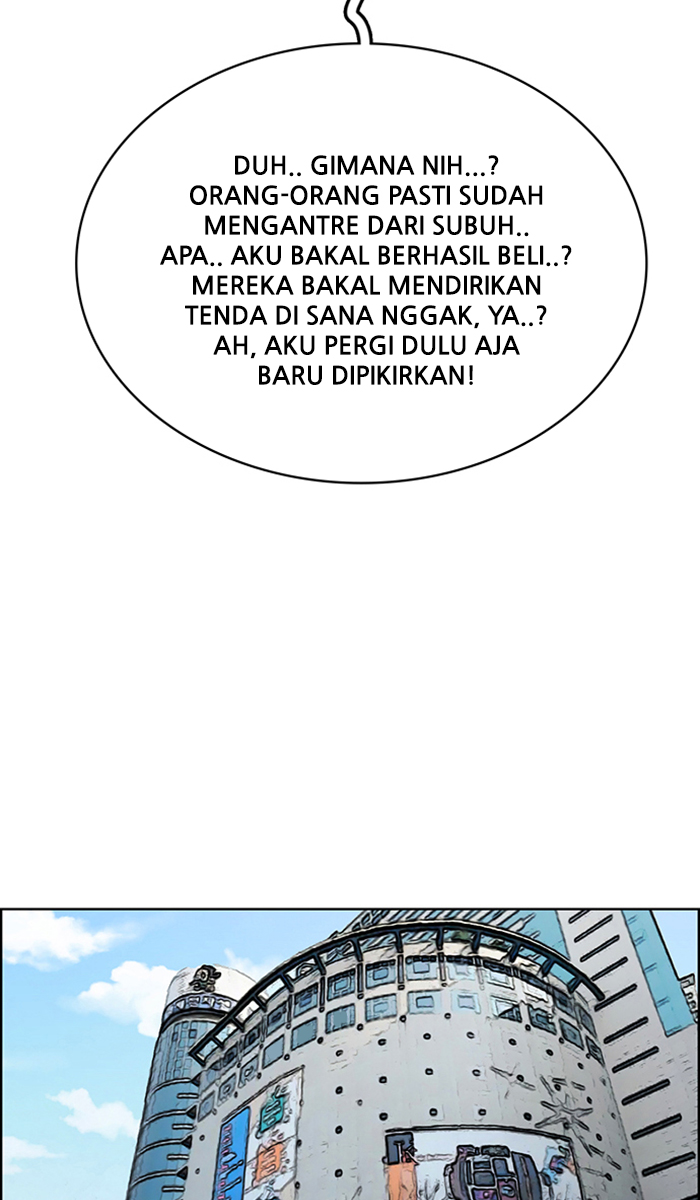 DUH.. GIMANA NIH...?
ORANG-ORANG PASTI SUDAH
MENGANTRE DARI SUBUH..
APA.. AKU BAKAL BERHASIL BELI..?
MEREKA BAKAL MENDIRIKAN
TENDA DI SANA NGGAK, YA..?
AH, AKU PERGI DULU AJA
BARU DIPIKIRKAN!